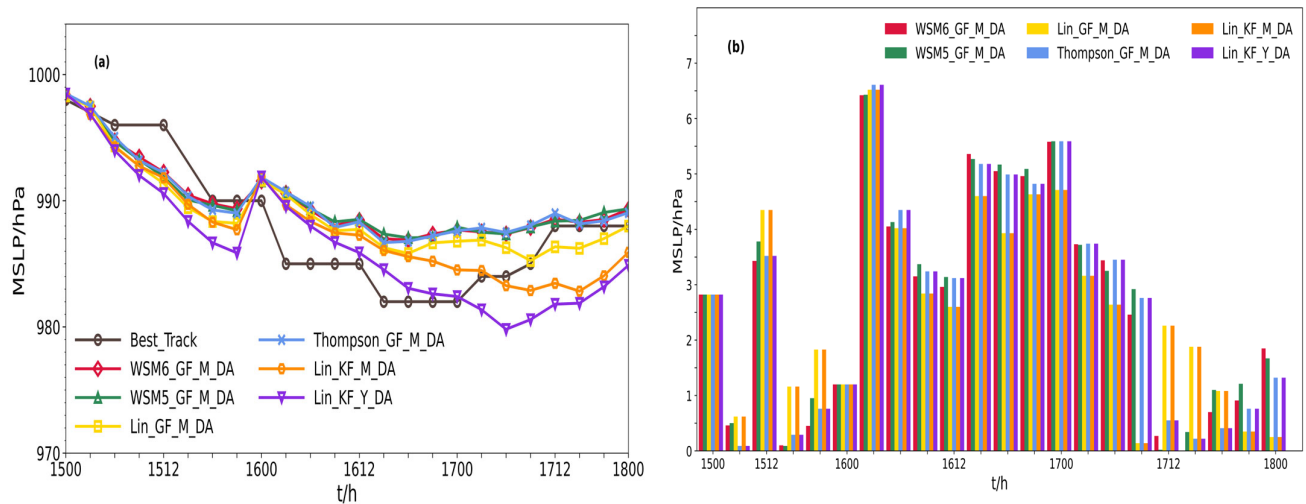 (a)
MSLP/hPa
1000
990
980
970
Best_Track
WSM6_GF_M_DA
WSM5_GF_M_DA
Lin_GF_M_DA
Thompson_GF_M_DA
Lin_KF_M_DA
Lin_KF_Y_DA
1500 1512 1600 1612 1700 1712 1800
t/h
(b)
WSM6_GF_M_DA Lin_GF_M_DA Lin_KF_M_DA
WSM5_GF_M_DA Thompson_GF_M_DA Lin_KF_Y_DA
MSLP/hPa
7
6
5
4
3
2
1
0
1500 1512 1600 1612 1700 1712 1800
t/h